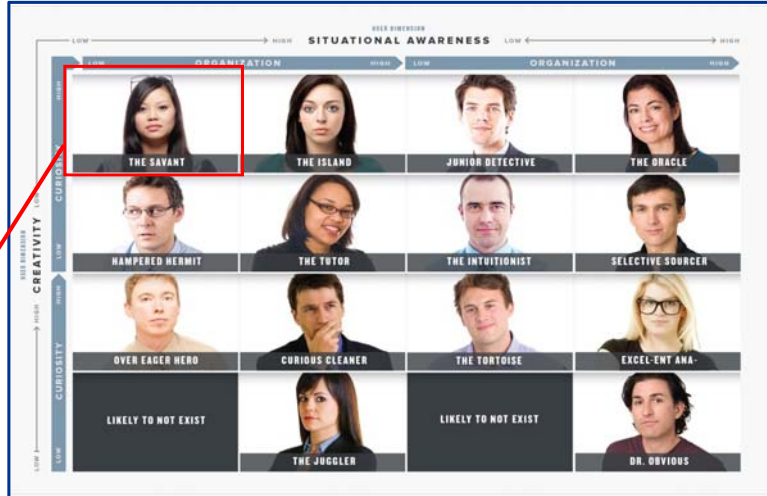 USER DIMENSION
LOW HIGH SITUATIONAL AWARENESS LOW HIGH
LOW ORGANIZATION HIGH LOW ORGANIZATION HIGH
USER DIMENSION
CREATIVITY
LOW
HIGH
LOW
HIGH
CURIOSITY
LOW
HIGH
CURIOSITY
LOW
THE SAVANT THE ISLAND JUNIOR DETECTIVE THE ORACLE
HAMPERED HERMIT THE TUTOR THE INTUITIONIST SELECTIVE SOURCER
OVER EAGER HERO CURIOUS CLEANER THE TORTOISE EXCEL-ENT ANA-
LIKELY TO NOT EXIST THE JUGGLER LIKELY TO NOT EXIST DR. OBVIOUS